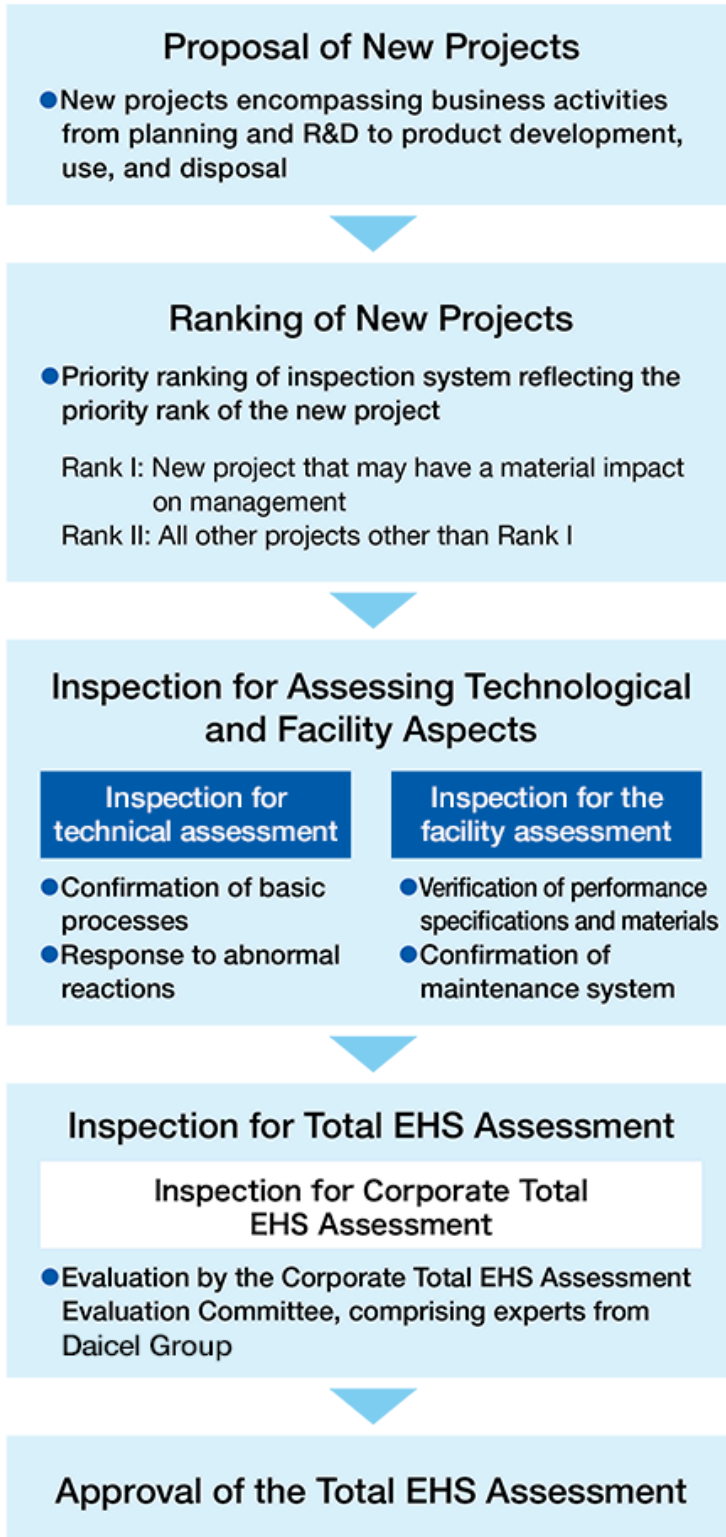 Proposal of New Projects
●New projects encompassing business activities
from planning and R&D to product development,
use, and disposal
Ranking of New Projects
●Priority ranking of inspection system reflecting the
priority rank of the new project
Rank I: New project that may have a material impact
on management
Rank II: All other projects other than Rank I
Inspection for Assessing Technological
and Facility Aspects
Inspection for
technical assessment
●Confirmation of basic
processes
●Response to abnormal
reactions
Inspection for the
facility assessment
●Verification of performance
specifications and materials
●Confirmation of
maintenance system
Inspection for Total EHS Assessment
Inspection for Corporate Total
EHS Assessment
●Evaluation by the Corporate Total EHS Assessment
Evaluation Committee, comprising experts from
Daicel Group
Approval of the Total EHS Assessment